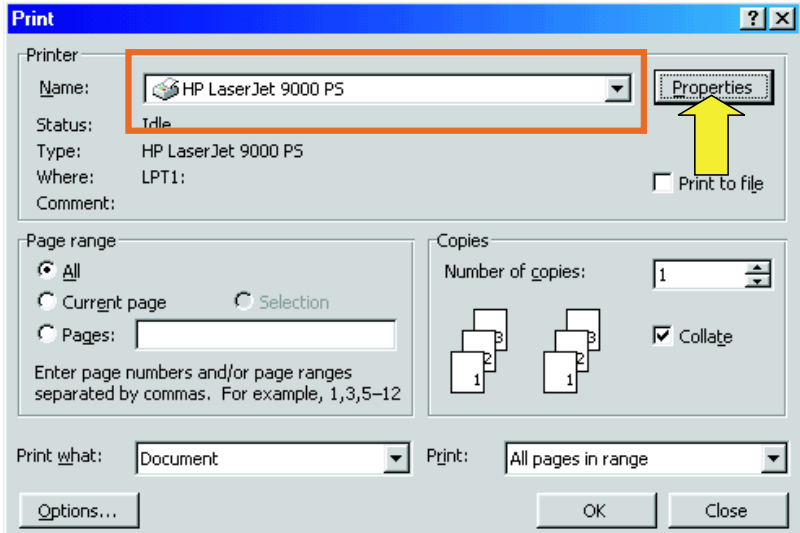 Print
Printer
Name: HP LaserJet 9000 PS Properties
Status: Idle
Type: HP LaserJet 9000 PS
Where: LPT1: Print to file
Comment:
Page range
All
Current page Selection
Pages:
Enter page numbers and/or page ranges
separated by commas. For example, 1,3,5–12
Copies
Number of copies: 1
1 2 3 1 2 3 Collate
Print what: Document Print: All pages in range
Options... OK Close